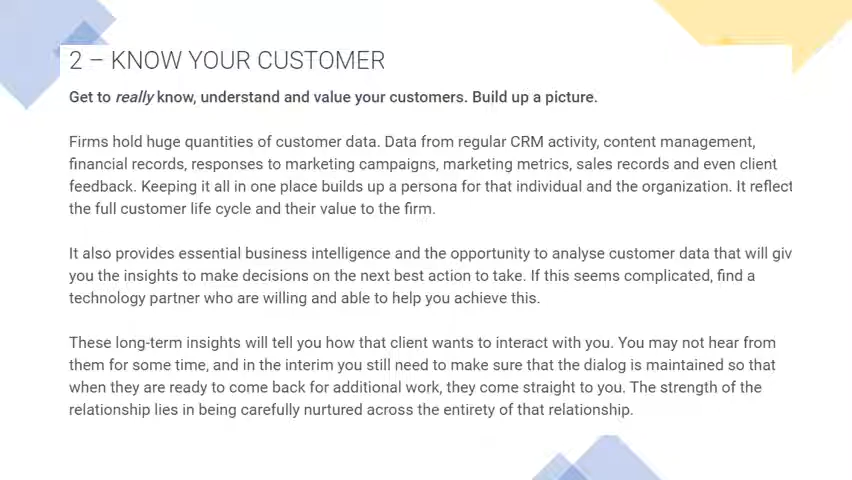 2 – KNOW YOUR CUSTOMER
Get to really know, understand and value your customers. Build up a picture.
Firms hold huge quantities of customer data. Data from regular CRM activity, content management,
financial records, responses to marketing campaigns, marketing metrics, sales records and even client
feedback. Keeping it all in one place builds up a persona for that individual and the organization. It reflect
the full customer life cycle and their value to the firm.
It also provides essential business intelligence and the opportunity to analyse customer data that will giv
you the insights to make decisions on the next best action to take. If this seems complicated, find a
technology partner who are willing and able to help you achieve this.
These long-term insights will tell you how that client wants to interact with you. You may not hear from
them for some time, and in the interim you still need to make sure that the dialog is maintained so that
when they are ready to come back for additional work, they come straight to you. The strength of the
relationship lies in being carefully nurtured across the entirety of that relationship.